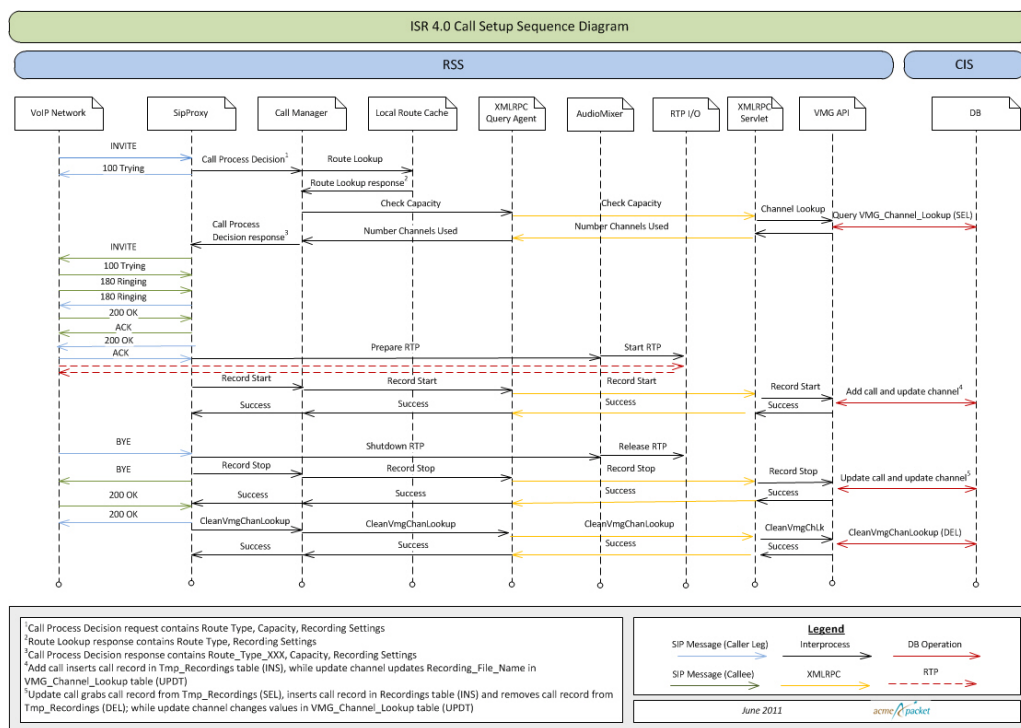 ISR 4.0 Call Setup Sequence Diagram
RSS
CIS
VoIP Network
SipProxy
Call Manager
Local Route Cache
XMLRPC
Query Agent
AudioMixer
RTP I/O
XMLRPC
Servlet
VMG API
DB
INVITE
Call Process Decision1
Route Lookup
100 Trying
Route Lookup response2
Check Capacity
Check Capacity
Channel Lookup
Query VMG_Channel_Lookup (SEL)
Call Process
Decision response3
Number Channels Used
Number Channels Used
INVITE
100 Trying
180 Ringing
180 Ringing
200 OK
ACK
200 OK
ACK
Prepare RTP
Start RTP
Record Start
Record Start
Record Start
Record Start
Add call and update channel4
Success
Success
Success
Success
BYE
Shutdown RTP
Release RTP
BYE
Record Stop
Record Stop
Record Stop
Record Stop
Update call and update channel5
200 OK
Success
Success
Success
Success
200 OK
CleanVmgChanLookup
CleanVmgChanLookup
CleanVmgChanLookup
CleanVmgChLk
CleanVmgChanLookup (DEL)
Success
Success
Success
Success
1Call Process Decision request contains Route Type, Capacity, Recording Settings
2Route Lookup response contains Route Type, Recording Settings
3Call Process Decision response contains Route_Type_XXX, Capacity, Recording Settings
4Add call inserts call record in Tmp_Recordings table (INS), while update channel updates Recording_File_Name in
VMG_Channel_Lookup table (UPDT)
5Update call grabs call record from Tmp_Recordings (SEL), inserts call record in Recordings table (INS) and removes call record from
Tmp_Recordings (DEL); while update channel changes values in VMG_Channel_Lookup table (UPDT)
Legend
SIP Message (Caller Leg)
Interprocess
DB Operation
SIP Message (Callee)
XMLRPC
RTP
June 2011
acme packet